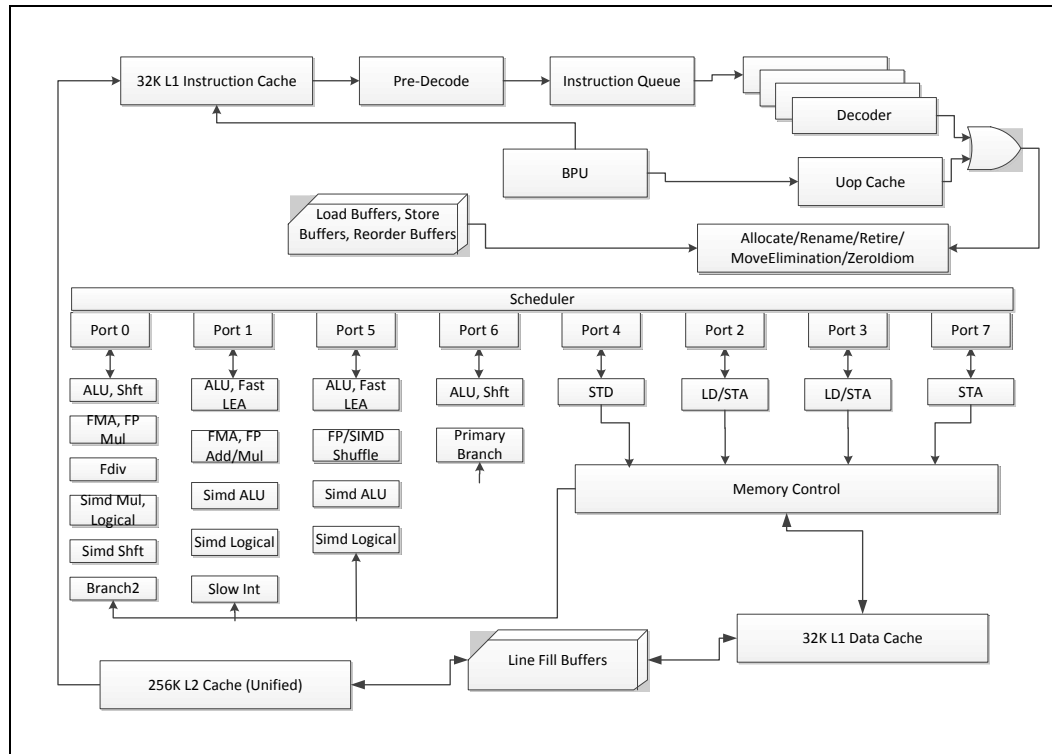 32K L1 Instruction Cache
Pre-Decode
Instruction Queue
Decoder
BPU
Uop Cache
Load Buffers, Store
Buffers, Reorder Buffers
Allocate/Rename/Retire/
MoveElimination/ZeroIdiom
Scheduler
Port 0
Port 1
Port 5
Port 6
Port 4
Port 2
Port 3
Port 7
ALU, Shft
ALU, Fast
LEA
ALU, Fast
LEA
ALU, Shft
STD
LD/STA
LD/STA
STA
FMA, FP
Mul
FMA, FP
Add/Mul
FP/SIMD
Shuffle
Primary
Branch
Fdiv
Simd ALU
Simd ALU
Memory Control
Simd Mul,
Logical
Simd Logical
Simd Logical
Simd Shft
Branch2
Slow Int
32K L1 Data Cache
Line Fill Buffers
256K L2 Cache (Unified)